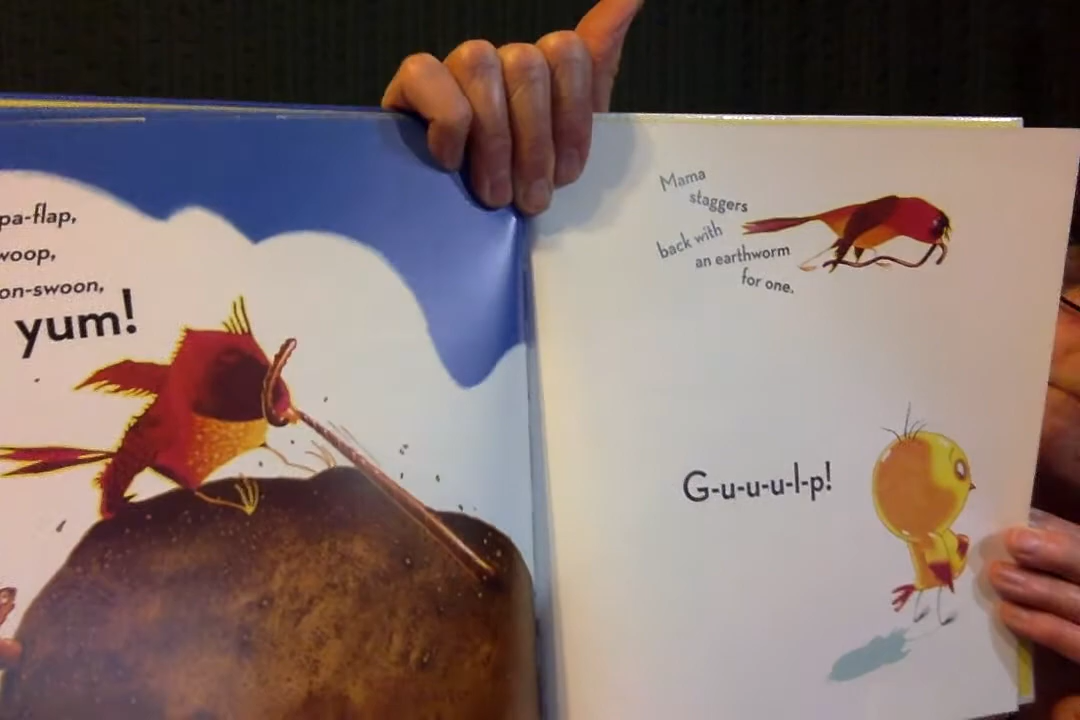 pa-flap,
woop,
on-swoon,
yum!
Mama
staggers
back with
an earthworm
for one.
G-u-u-u-l-p!